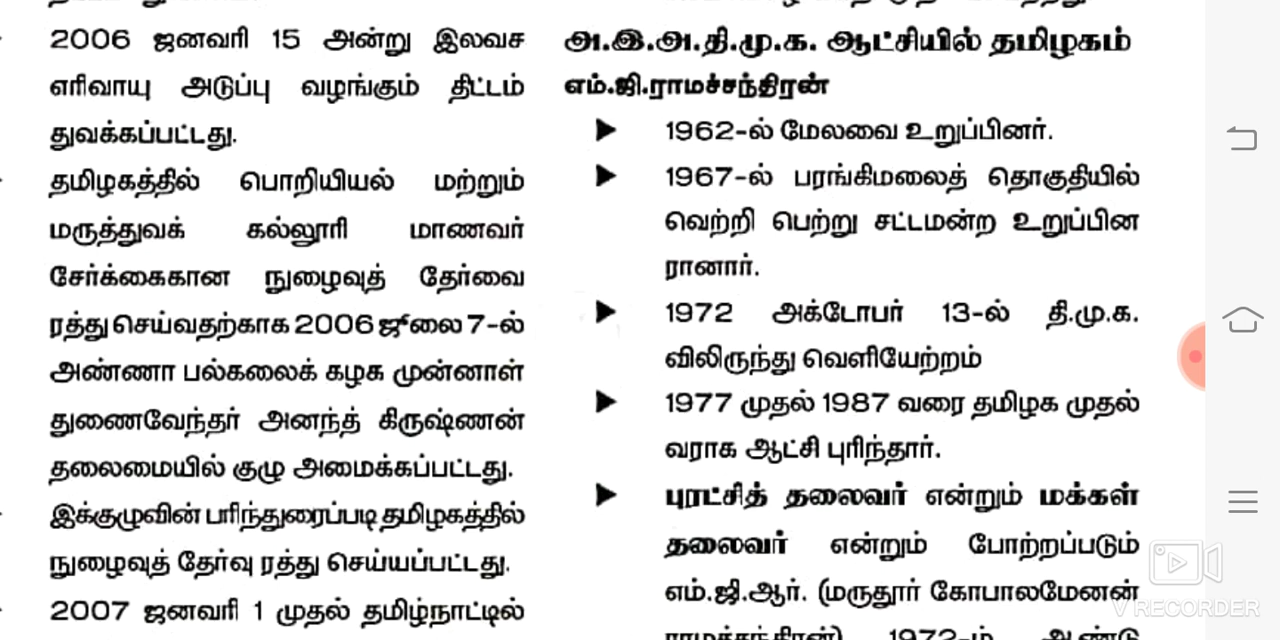 2006 ஜனவரி 15 அன்று இலவச
எரிவாயு அடுப்பு வழங்கும் திட்டம்
துவக்கப்பட்டது.
தமிழகத்தில் பொறியியல் மற்றும்
மருத்துவக் கல்லூரி மாணவர்
சேர்க்கைகான நுழைவுத் தேர்வை
ரத்து செய்வதற்காக 2006 ஜுலை 7-ல்
அண்ணா பல்கலைக் கழக முன்னாள்
துணைவேந்தர் அனந்த் கிருஷ்ணன்
தலைமையில் குழு அமைக்கப்பட்டது.
இக்குழுவின் பரிந்துரைப்படி தமிழகத்தில்
நுழைவுத் தேர்வு ரத்து செய்யப்பட்டது.
2007 ஜனவரி 1 முதல் தமிழ்நாட்டில்
அ.இ.அ.தி.மு.க. ஆட்சியில் தமிழகம்
எம்.ஜி.ராமச்சந்திரன்
► 1962-ல் மேலவை உறுப்பினர்.
► 1967-ல் பரங்கிமலைத் தொகுதியில்
வெற்றி பெற்று சட்டமன்ற உறுப்பின
ரானார்.
► 1972 அக்டோபர் 13-ல் தி.மு.க.
விலிருந்து வெளியேற்றம்
► 1977 முதல் 1987 வரை தமிழக முதல்
வராக ஆட்சி புரிந்தார்.
► புரட்சித் தலைவர் என்றும் மக்கள்
தலைவர் என்றும் போற்றப்படும்
எம்.ஜி.ஆர். (மருதூர் கோபாலமேனன்
ராமச்சந்திரன்) 1972-ம் ஆண்டு
V RECORDER